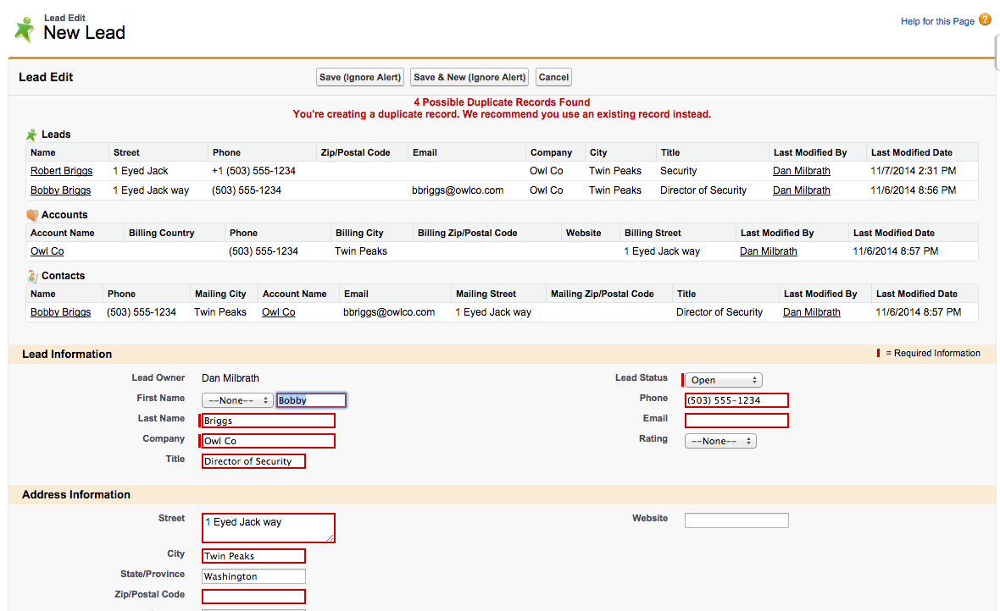 Lead Edit
New Lead
Help for this Page ?
Lead Edit Save (Ignore Alert) Save & New (Ignore Alert) Cancel
4 Possible Duplicate Records Found
You're creating a duplicate record. We recommend you use an existing record instead.
Leads
Name Street Phone Zip/Postal Code Email Company City Title Last Modified By Last Modified Date
Robert Briggs 1 Eyed Jack +1 (503) 555-1234 Owl Co Twin Peaks Security Dan Milbrath 11/7/2014 2:31 PM
Bobby Briggs 1 Eyed Jack way (503) 555-1234 bbriggs@owlco.com Owl Co Twin Peaks Director of Security Dan Milbrath 11/6/2014 8:56 PM
Accounts
Account Name Billing Country Phone Billing City Billing Zip/Postal Code Website Billing Street Last Modified By Last Modified Date
Owl Co (503) 555-1234 Twin Peaks 1 Eyed Jack way Dan Milbrath 11/6/2014 8:57 PM
Contacts
Name Phone Mailing City Account Name Email Mailing Street Mailing Zip/Postal Code Title Last Modified By Last Modified Date
Bobby Briggs (503) 555-1234 Twin Peaks Owl Co bbriggs@owlco.com 1 Eyed Jack way Director of Security Dan Milbrath 11/6/2014 8:57 PM
Lead Information = Required Information
Lead Owner Dan Milbrath Lead Status Open
First Name --None-- Bobby Phone (503) 555-1234
Last Name Briggs Email
Company Owl Co Rating --None--
Title Director of Security
Address Information
Street 1 Eyed Jack way Website
City Twin Peaks
State/Province Washington
Zip/Postal Code